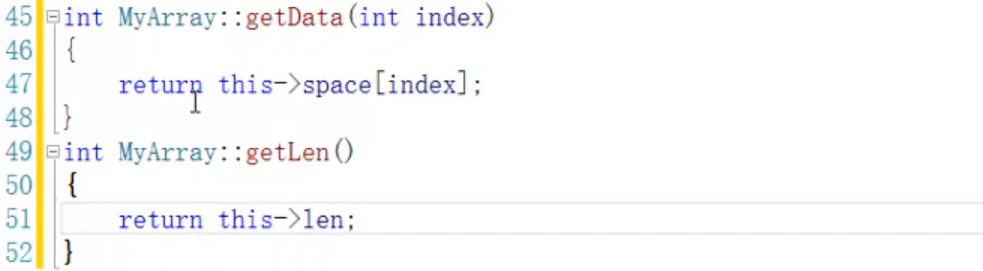 45 int MyArray::getData(int index)
46 {
47 return this->space[index];
48 }
49 int MyArray::getLen()
50 {
51 return this->len;
52 }